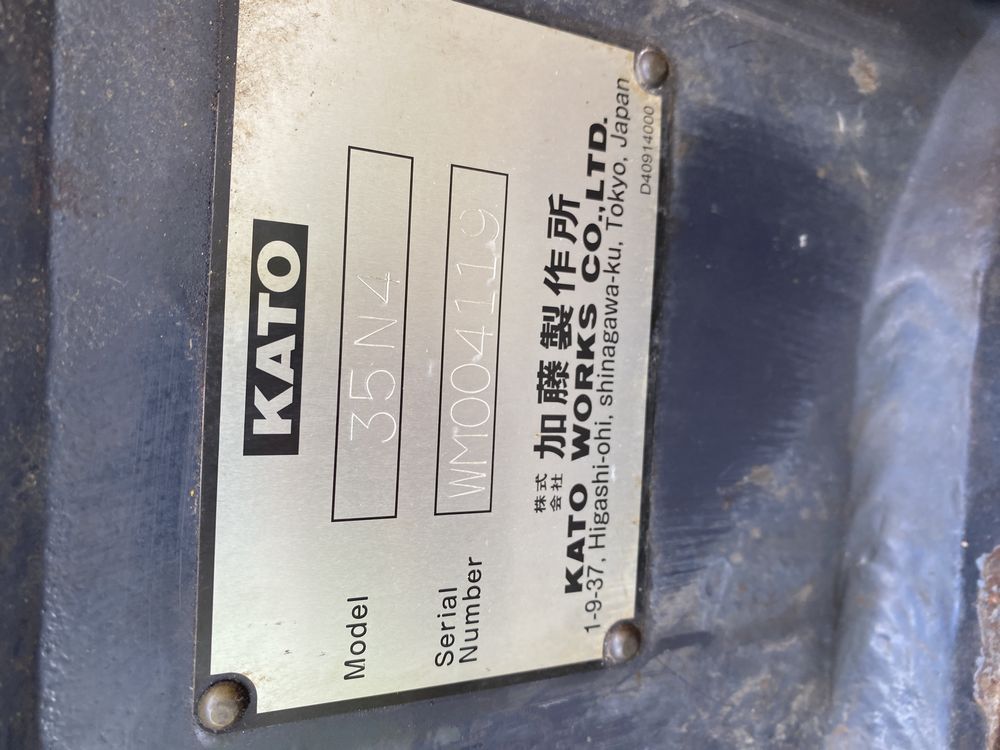 KATO
Model 35N4
Serial
Number WM004119
株式
会社 加藤製作所
KATO WORKS CO.,LTD.
1-9-37, Higashi-ohi, shinagawa-ku, Tokyo, Japan
D40914000